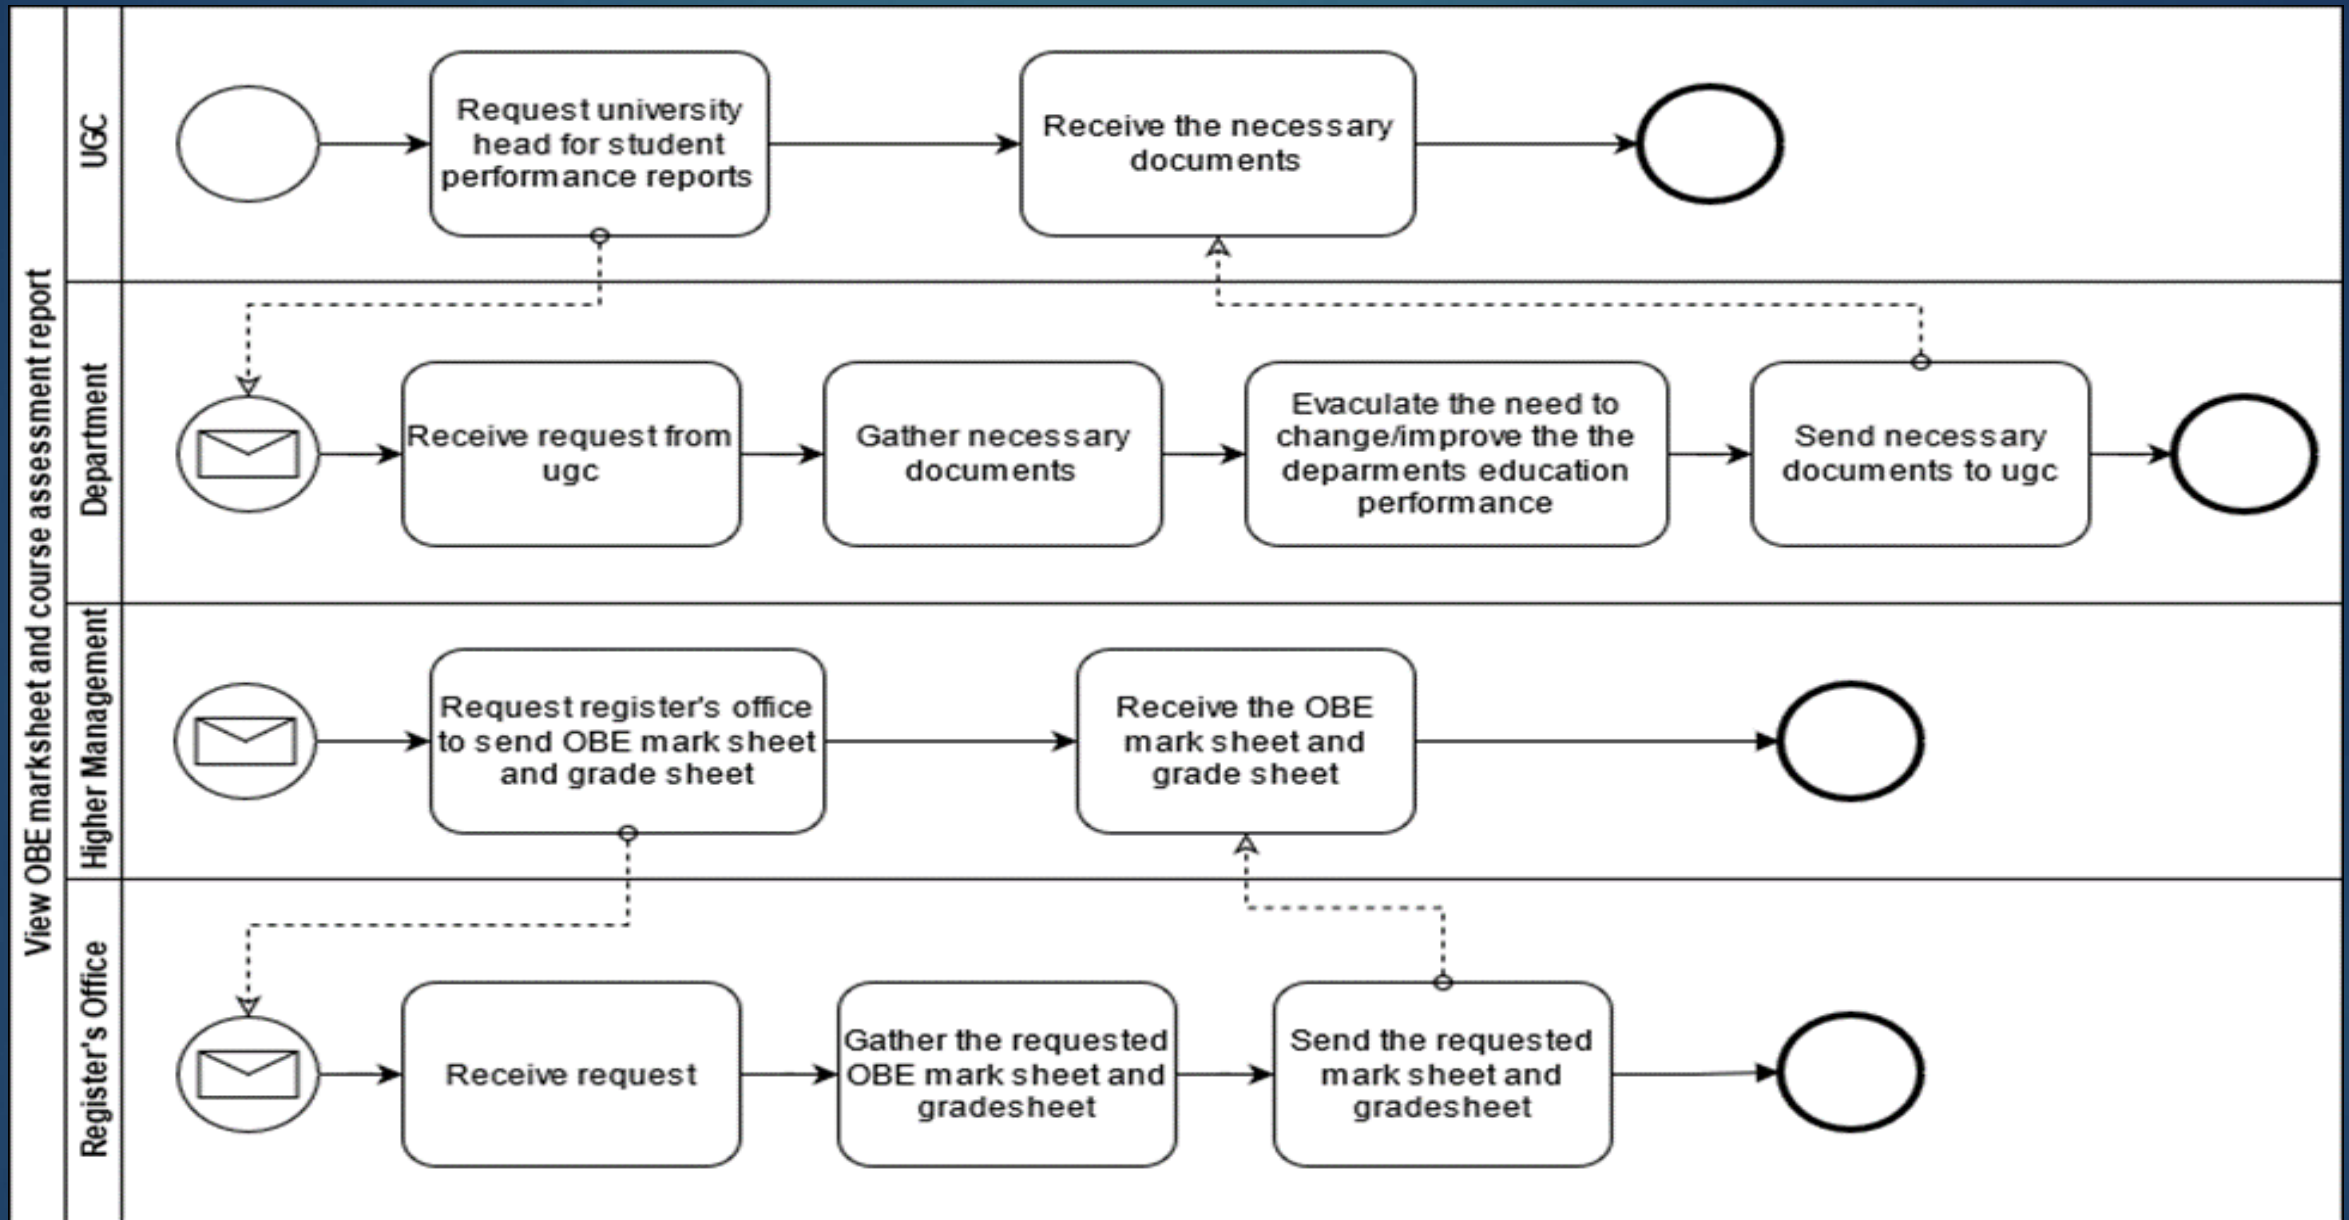 View OBE marksheet and course assessment report
UGC
Request university
head for student
performance reports
Receive the necessary
documents
Department
Receive request from
ugc
Gather necessary
documents
Evaculate the need to
change/improve the the
deparments education
performance
Send necessary
documents to ugc
Higher Management
Request register's office
to send OBE mark sheet
and grade sheet
Receive the OBE
mark sheet and
grade sheet
Register's Office
Receive request
Gather the requested
OBE mark sheet and
gradesheet
Send the requested
mark sheet and
gradesheet